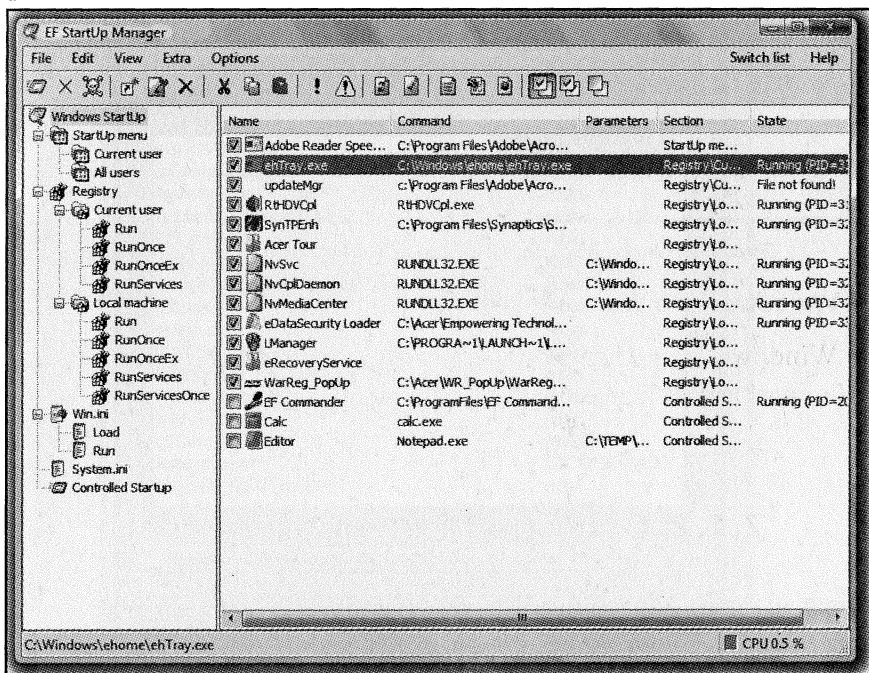 EF StartUp Manager
File Edit View Extra Options Switch list Help
Windows StartUp
StartUp menu
Current user
All users
Registry
Current user
Run
RunOnce
RunOnceEx
RunServices
Local machine
Run
RunOnce
RunOnceEx
RunServices
RunServicesOnce
Win.ini
Load
Run
System.ini
Controlled Startup
Name Command Parameters Section State
Adobe Reader Spee... C:\Program Files\Adobe\Acro... StartUp me...
ehTray.exe C:\Windows\ehome\ehTray.exe Registry\Cu... Running (PID=3
updateMgr c:\Program Files\Adobe\Acro... Registry\Cu... File not found!
RtHDVCpl RtHDVCpl.exe Registry\Lo... Running (PID=31
SynTPEnh C:\Program Files\Synaptics\S... Registry\Lo... Running (PID=32
Acer Tour Registry\Lo...
NvSvc RUNDLL32.EXE C:\Windo... Registry\Lo... Running (PID=32
NvCplDaemon RUNDLL32.EXE C:\Windo... Registry\Lo... Running (PID=32
NvMediaCenter RUNDLL32.EXE C:\Windo... Registry\Lo... Running (PID=32
eDataSecurity Loader C:\Acer\Empowering Technol... Registry\Lo... Running (PID=33
LManager C:\PROGRA~1\LAUNCH~1\L... Registry\Lo...
eRecoveryService Registry\Lo...
WarReg_PopUp C:\Acer\WR_PopUp\WarReg... Registry\Lo...
EF Commander C:\ProgramFiles\EF Command... Controlled S... Running (PID=20
Calc calc.exe Controlled S...
Editor Notepad.exe C:\TEMP\... Controlled S...
C:\Windows\ehome\ehTray.exe CPU 0.5 %